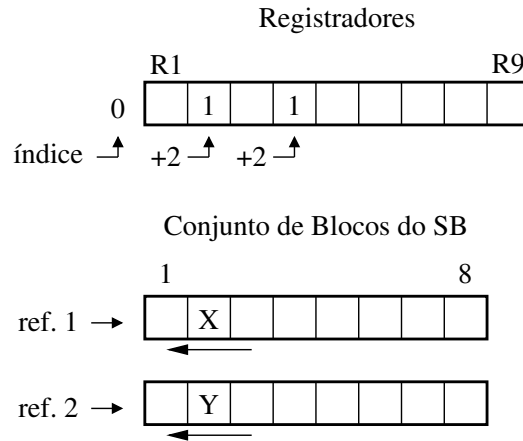 Registradores
R1 R9
0 1 1
índice +2 +2
Conjunto de Blocos do SB
1 8
ref. 1 X
ref. 2 Y